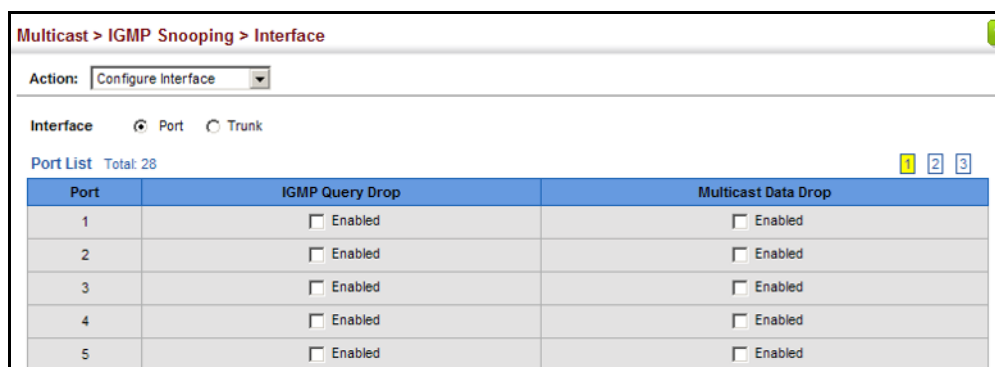 Multicast > IGMP Snooping > Interface
Action: Configure Interface
Interface Port Trunk
Port List Total: 28 1 2 3
Port IGMP Query Drop Multicast Data Drop
1 Enabled Enabled
2 Enabled Enabled
3 Enabled Enabled
4 Enabled Enabled
5 Enabled Enabled